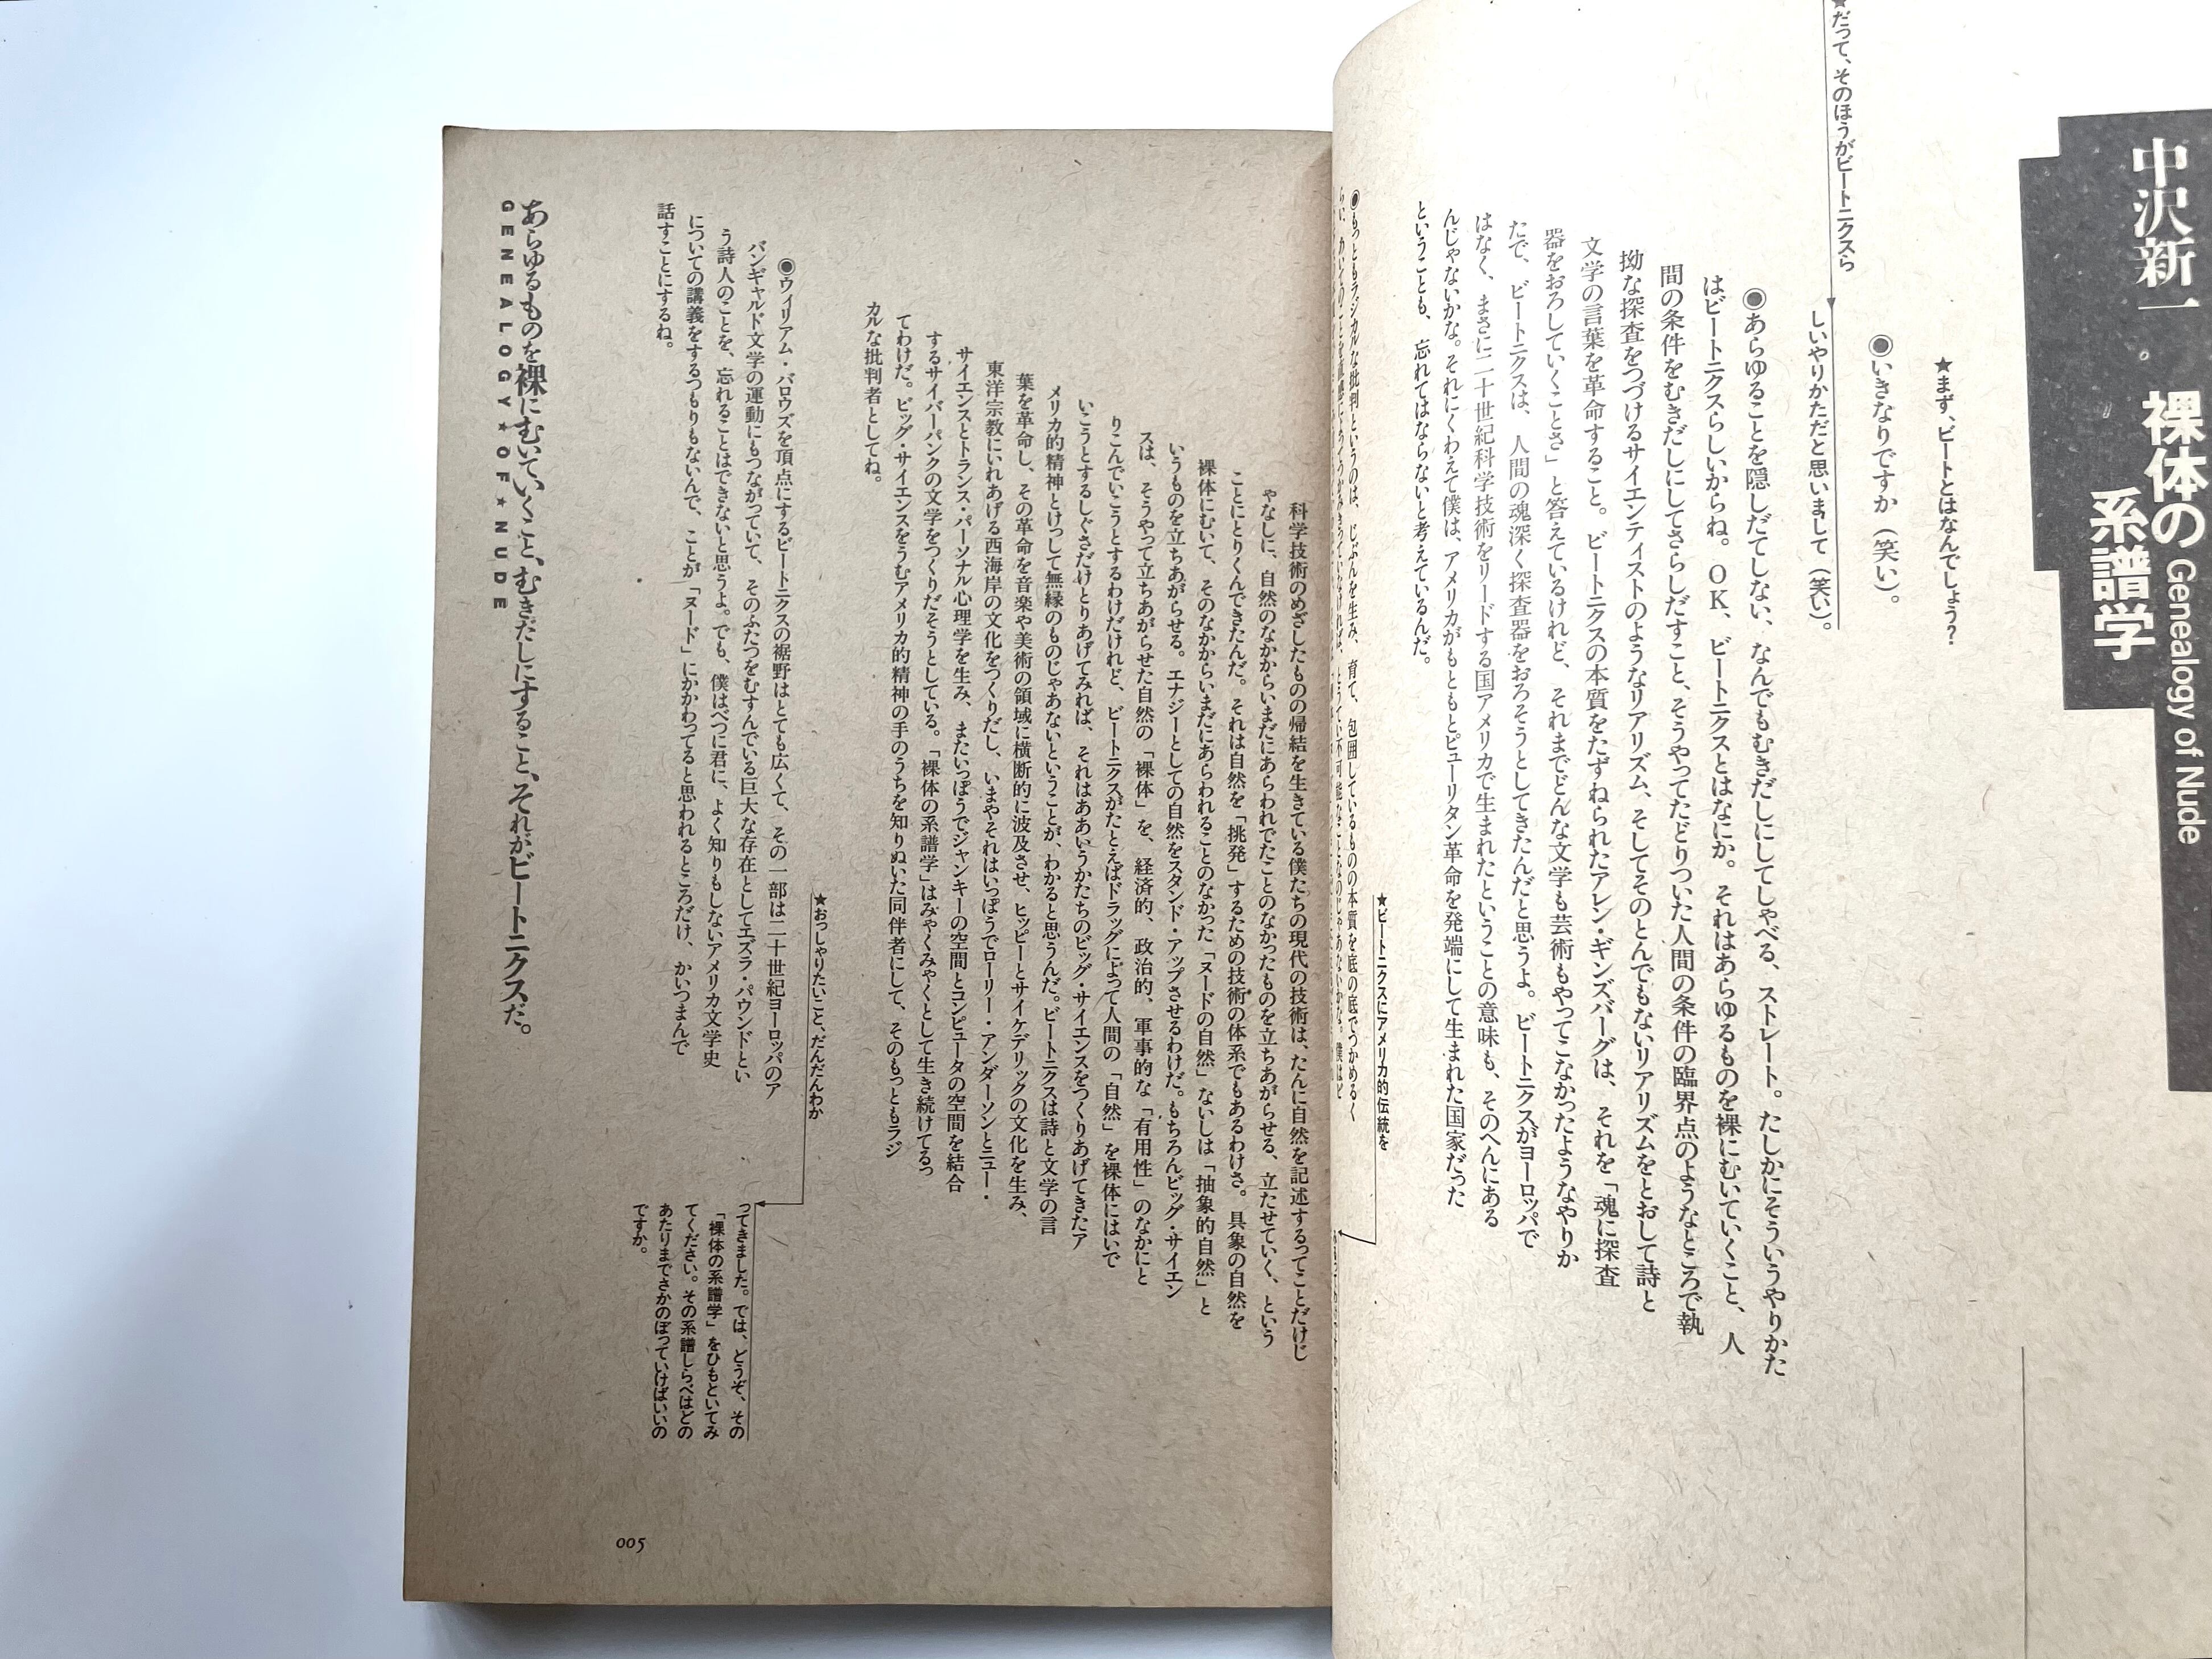 中沢新一
裸体の
系譜学
Genealogy of Nude
★まず、ビートとはなんでしょう？
◉いきなりですか（笑い）。
★だって、そのほうがビートニクスら
しいやりかただと思いまして（笑い）。
◉あらゆることを隠しだてしない、なんでもむきだしにしてしゃべる、ストレート。たしかにそういうやりかた
はビートニクスらしいからね。OK、ビートニクスとはなにか。それはあらゆるものを裸にむいていくこと、人
間の条件をむきだしにしてさらしだすこと、そうやってたどりついた人間の条件の臨界点のようなところで執
拗な探査をつづけるサイエンティストのようなリアリズム、そしてそのとんでもないリアリズムをとおして詩と
文学の言葉を革命すること。ビートニクスの本質をたずねられたアレン・ギンズバーグは、それを「魂に探査
器をおろしていくことさ」と答えているけれど、それまでどんな文学も芸術もやってこなかったようなやりか
たで、ビートニクスは、人間の魂深く探査器をおろそうとしてきたんだと思うよ。ビートニクスがヨーロッパで
はなく、まさに二十世紀科学技術をリードする国アメリカで生まれたということの意味も、そのへんにある
んじゃないかな。それにくわえて僕は、アメリカがもともとピューリタン革命を発端にして生まれた国家だった
ということも、忘れてはならないと考えているんだ。
★ビートニクスにアメリカ的伝統を
◉もっともラジカルな批判というのは、じぶんを生み、育て、包囲しているものの本質を底の底でうかめるく
科学技術のめざしたものの帰結を生きている僕たちの現代の技術は、たんに自然を記述するってことだけじ
ゃなしに、自然のなかからいまだにあらわれでたことのなかったものを立ちあがらせる、立たせていく、という
ことにとりくんできたんだ。それは自然を「挑発」するための技術の体系でもあるわけさ。具象の自然を
裸体にむいて、そのなかからいまだにあらわれることのなかった「ヌードの自然」ないしは「抽象的自然」と
いうものを立ちあがらせる。エナジーとしての自然をスタンド・アップさせるわけだ。もちろんビッグ・サイエン
スは、そうやって立ちあがらせた自然の「裸体」を、経済的、政治的、軍事的な「有用性」のなかにと
りこんでいこうとするわけだけれど、ビートニクスがたとえばドラッグによって人間の「自然」を裸体にはいで
いこうとするしぐさだけとりあげてみれば、それはああいうかたちのビッグ・サイエンスをつくりあげてきたア
メリカ的精神とけっして無縁のものじゃあないということが、わかると思うんだ。ビートニクスは詩と文学の言
葉を革命し、その革命を音楽や美術の領域に横断的に波及させ、ヒッピーとサイケデリックの文化を生み、
東洋宗教にいれあげる西海岸の文化をつくりだし、いまやそれはいっぽうでローリー・アンダーソンとニュー・
サイエンスとトランス・パーソナル心理学を生み、またいっぽうでジャンキーの空間とコンピュータの空間を結合
するサイバーパンクの文学をつくりだそうとしている。「裸体の系譜学」はみゃくみゃくとして生き続けてるっ
てわけだ。ビッグ・サイエンスをうむアメリカ的精神の手のうちを知りぬいた同伴者にして、そのもっともラジ
カルな批判者としてね。
★おっしゃりたいこと、だんだんわか
ってきました。では、どうぞ、その
「裸体の系譜学」をひもといてみ
てください。その系譜しらべはどの
あたりまでさかのぼっていけばいいの
ですか。
◉ウィリアム・バロウズを頂点にするビートニクスの裾野はとても広くて、その一部は二十世紀ヨーロッパのア
バンギャルド文学の運動にもつながっていて、そのふたつをむすんでいる巨大な存在としてエズラ・パウンドとい
う詩人のことを、忘れることはできないと思うよ。でも、僕はべつに君に、よく知りもしないアメリカ文学史
についての講義をするつもりもないんで、ことが「ヌード」にかかわってると思われるところだけ、かいつまんで
話すことにするね。
あらゆるものを裸にむいていくこと、むきだしにすること、それがビートニクスだ。
GENEALOGY★OF★NUDE
005